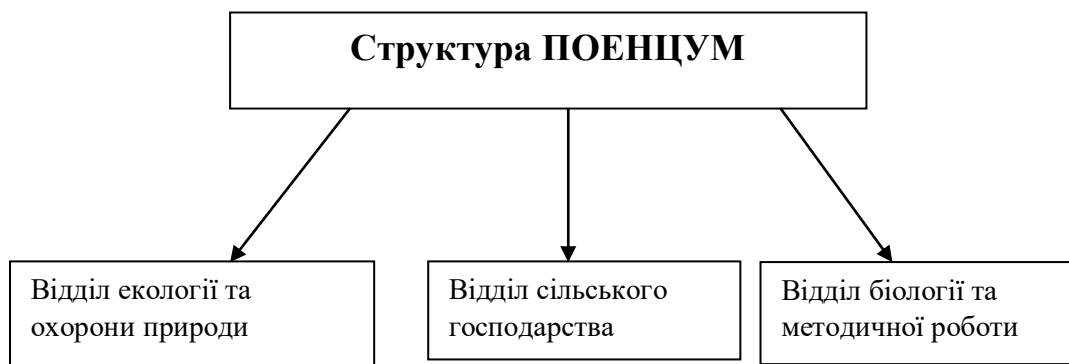 Структура ПОЕНЦУМ
Відділ екології та
охорони природи
Відділ сільського
господарства
Відділ біології та
методичної роботи